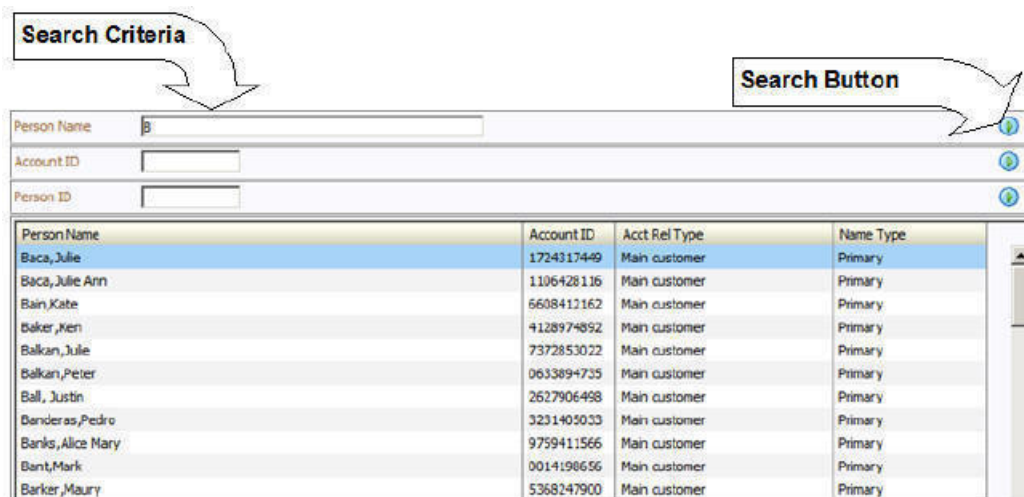 Search Criteria
Search Button
Person Name B
Account ID
Person ID
Person Name Account ID Acct Rel Type Name Type
Baca,Julie 1724317449 Main customer Primary
Baca,Julie Ann 1106428116 Main customer Primary
Bain,Kate 6608412162 Main customer Primary
Baker,Ken 4128974892 Main customer Primary
Balkan,Julie 7372853022 Main customer Primary
Balkan,Peter 0633894735 Main customer Primary
Ball, Justin 2627906498 Main customer Primary
Banderas,Pedro 3231405033 Main customer Primary
Banks,Alice Mary 9759411566 Main customer Primary
Bant,Mark 0014198656 Main customer Primary
Barker,Maury 5368247900 Main customer Primary